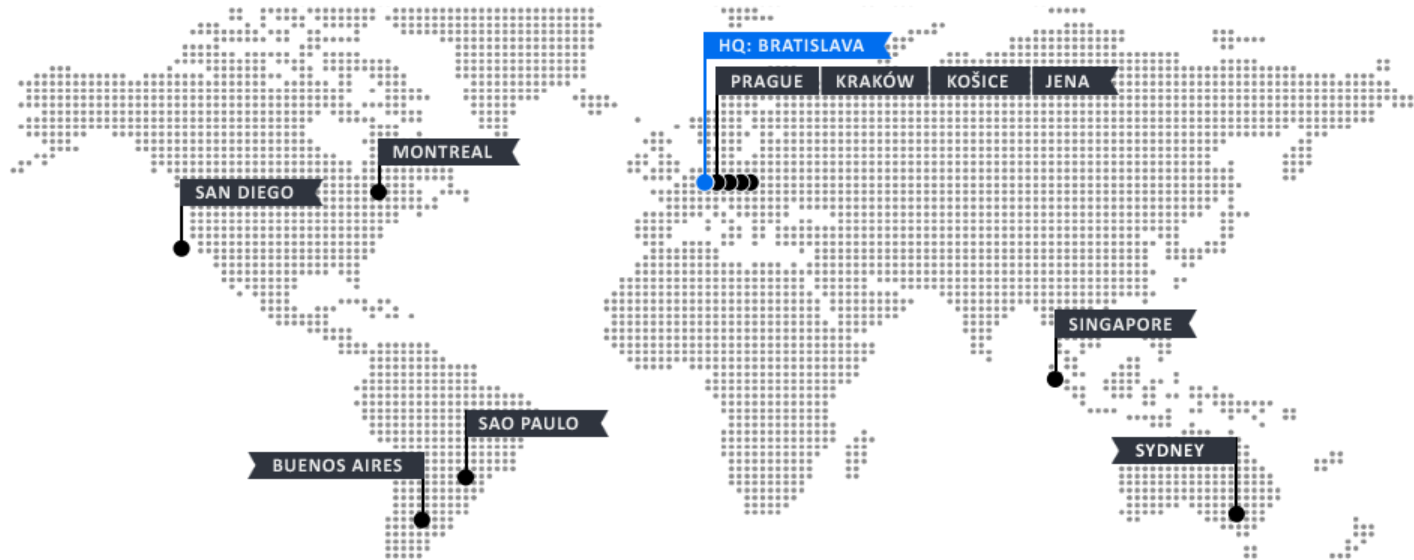 HQ: BRATISLAVA
PRAGUE KRAKÓW KOŠICE JENA
MONTREAL
SAN DIEGO
SINGAPORE
SAO PAULO
SYDNEY
BUENOS AIRES